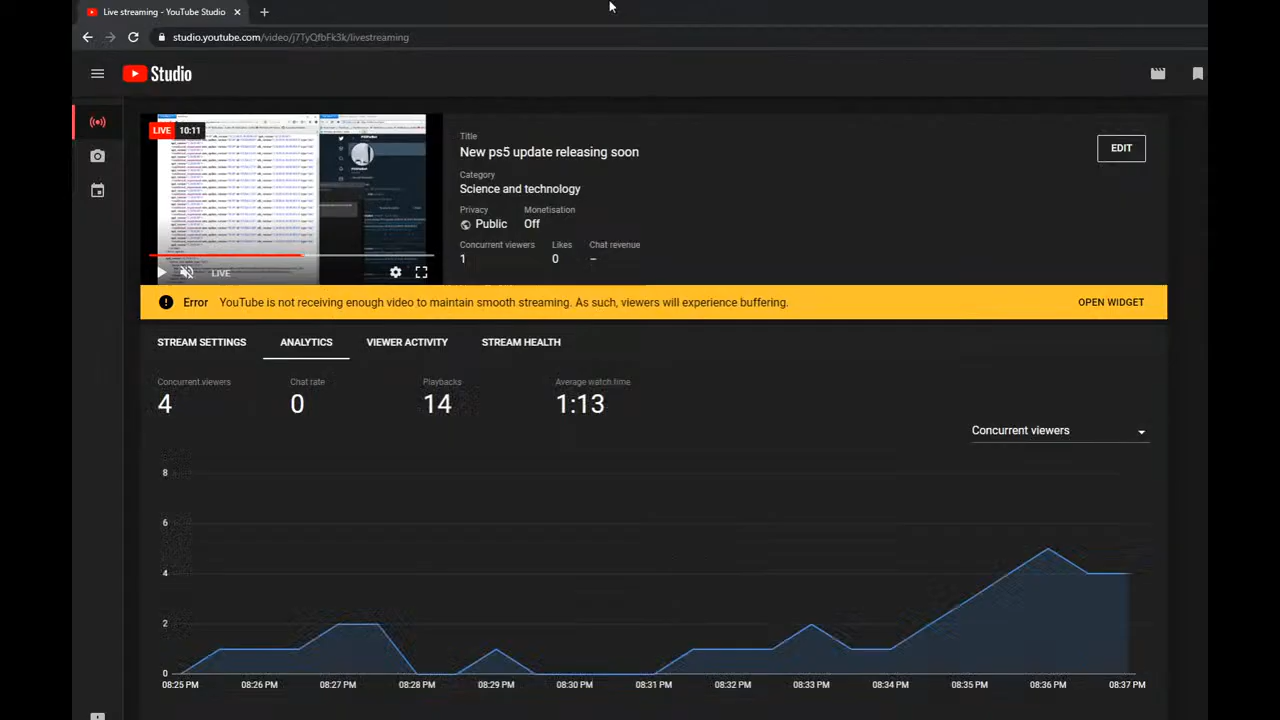 Live streaming - YouTube Studio
studio.youtube.com/video/j7TyQfbFk3k/livestreaming
Studio
LIVE 10:11
LIVE
Title
New ps5 update leasing
Category
Science and technology
Privacy Monetisation
Public Off
Concurrent viewers Likes Chat revenue
0 –
EDIT
Error YouTube is not receiving enough video to maintain smooth streaming. As such, viewers will experience buffering. OPEN WIDGET
STREAM SETTINGS ANALYTICS VIEWER ACTIVITY STREAM HEALTH
Concurrent viewers Chat rate Playbacks Average watch time
4 0 14 1:13
Concurrent viewers
8
6
4
2
0
08:25 PM 08:26 PM 08:27 PM 08:28 PM 08:29 PM 08:30 PM 08:31 PM 08:32 PM 08:33 PM 08:34 PM 08:35 PM 08:36 PM 08:37 PM